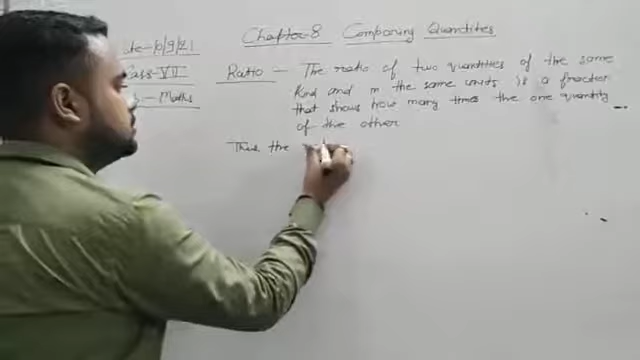 Chapter-8 Comparing Quantities
Date-10/9/21
Class-VII
- Maths
Ratio - The ratio of two quantities of the same
kind and in the same units is a fraction
that shows how many times the one quantity
of the other
Thus the